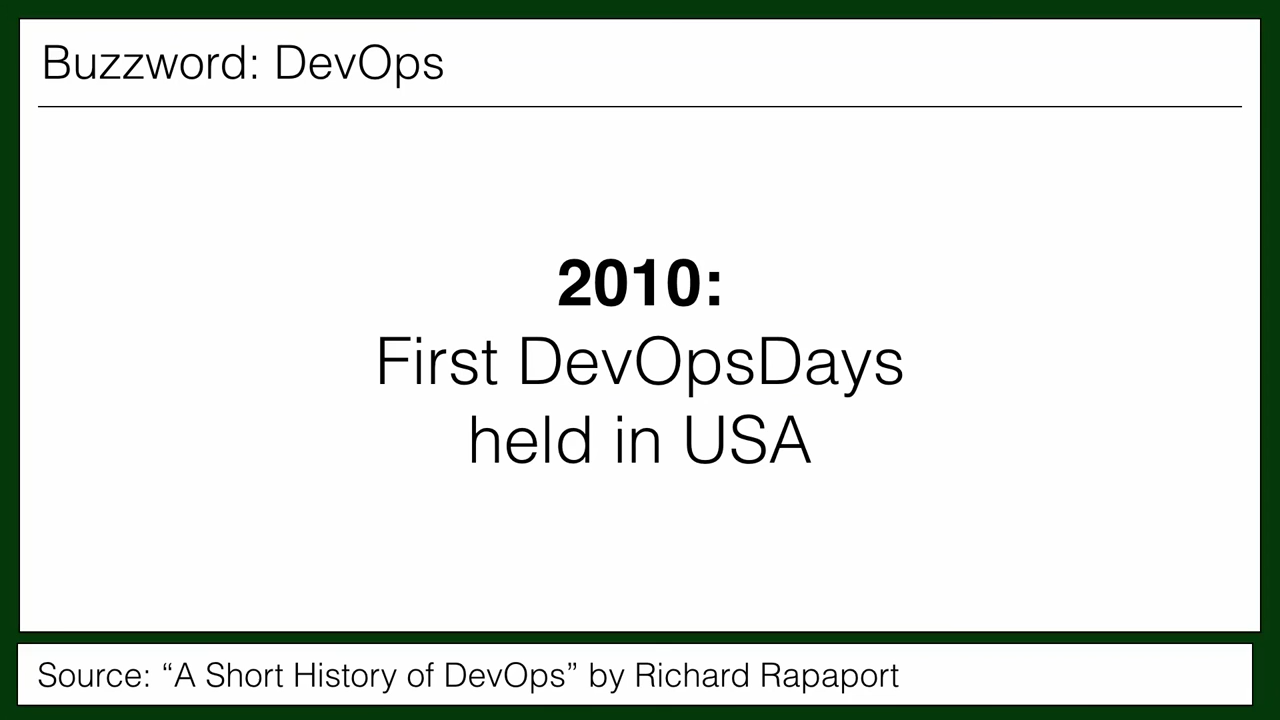 Buzzword: DevOps
2010:
First DevOpsDays
held in USA
Source: “A Short History of DevOps” by Richard Rapaport